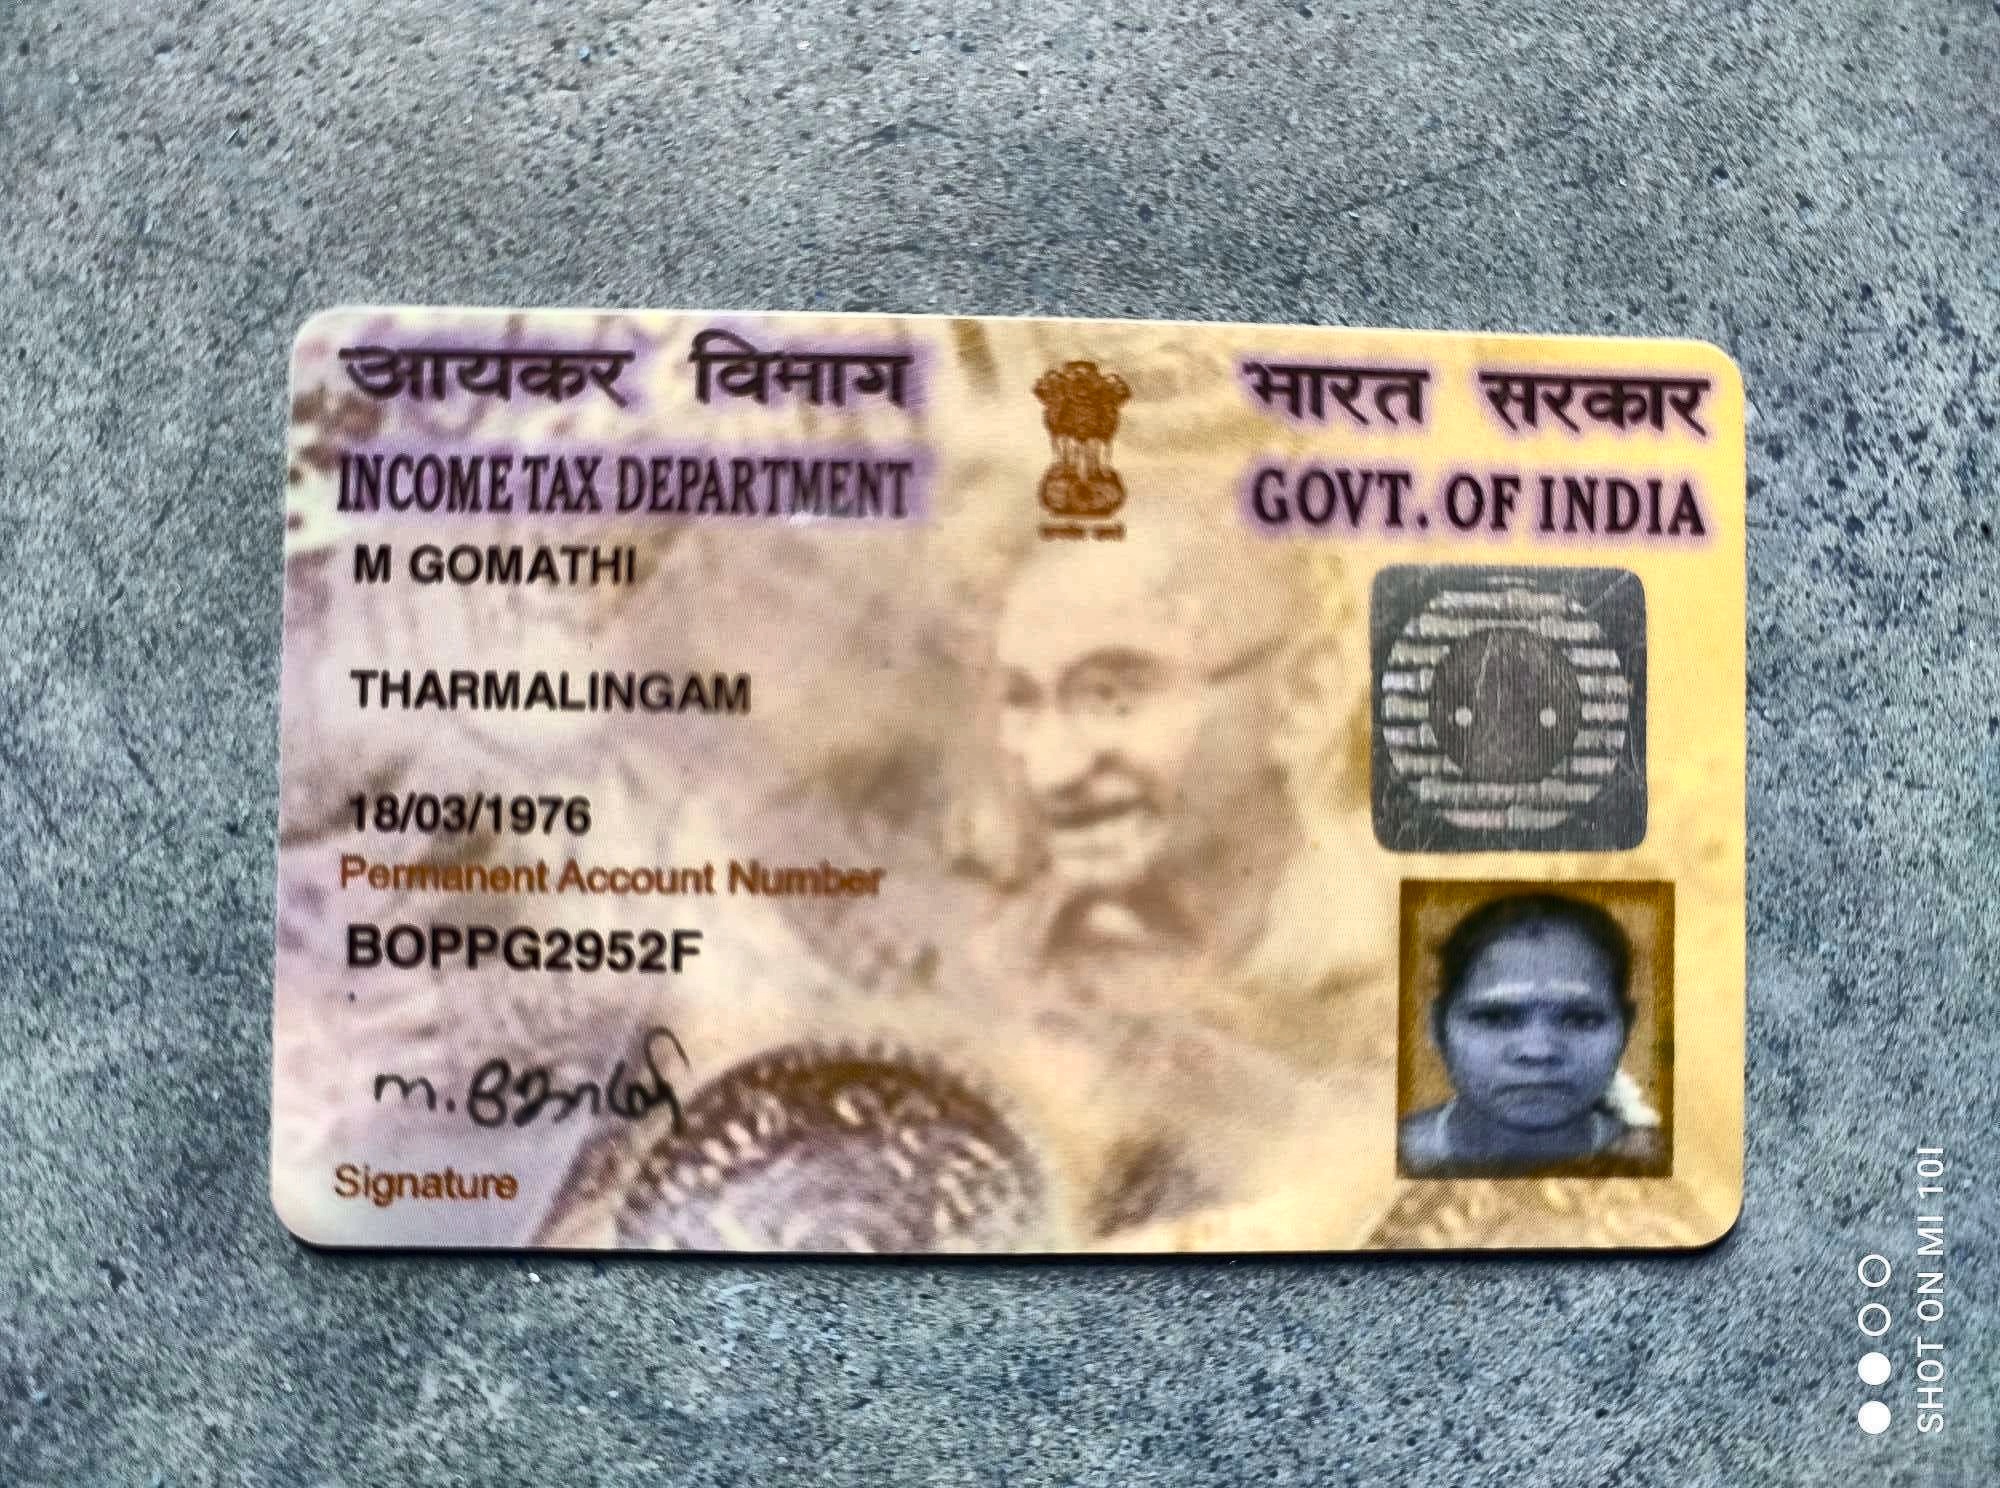 आयकर विभाग
INCOME TAX DEPARTMENT
भारत सरकार
GOVT. OF INDIA
M GOMATHI
THARMALINGAM
18/03/1976
Permanent Account Number
BOPPG2952F
Signature
SHOT ON MI 10I